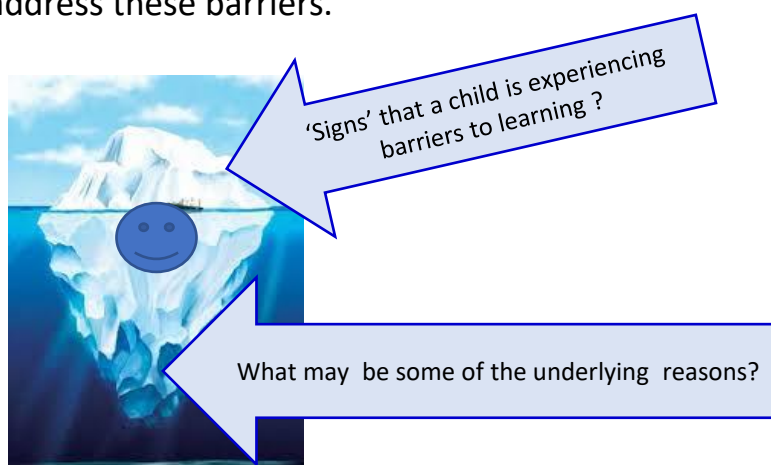 address these barriers.
‘Signs’ that a child is experiencing
barriers to learning ?
What may be some of the underlying reasons?